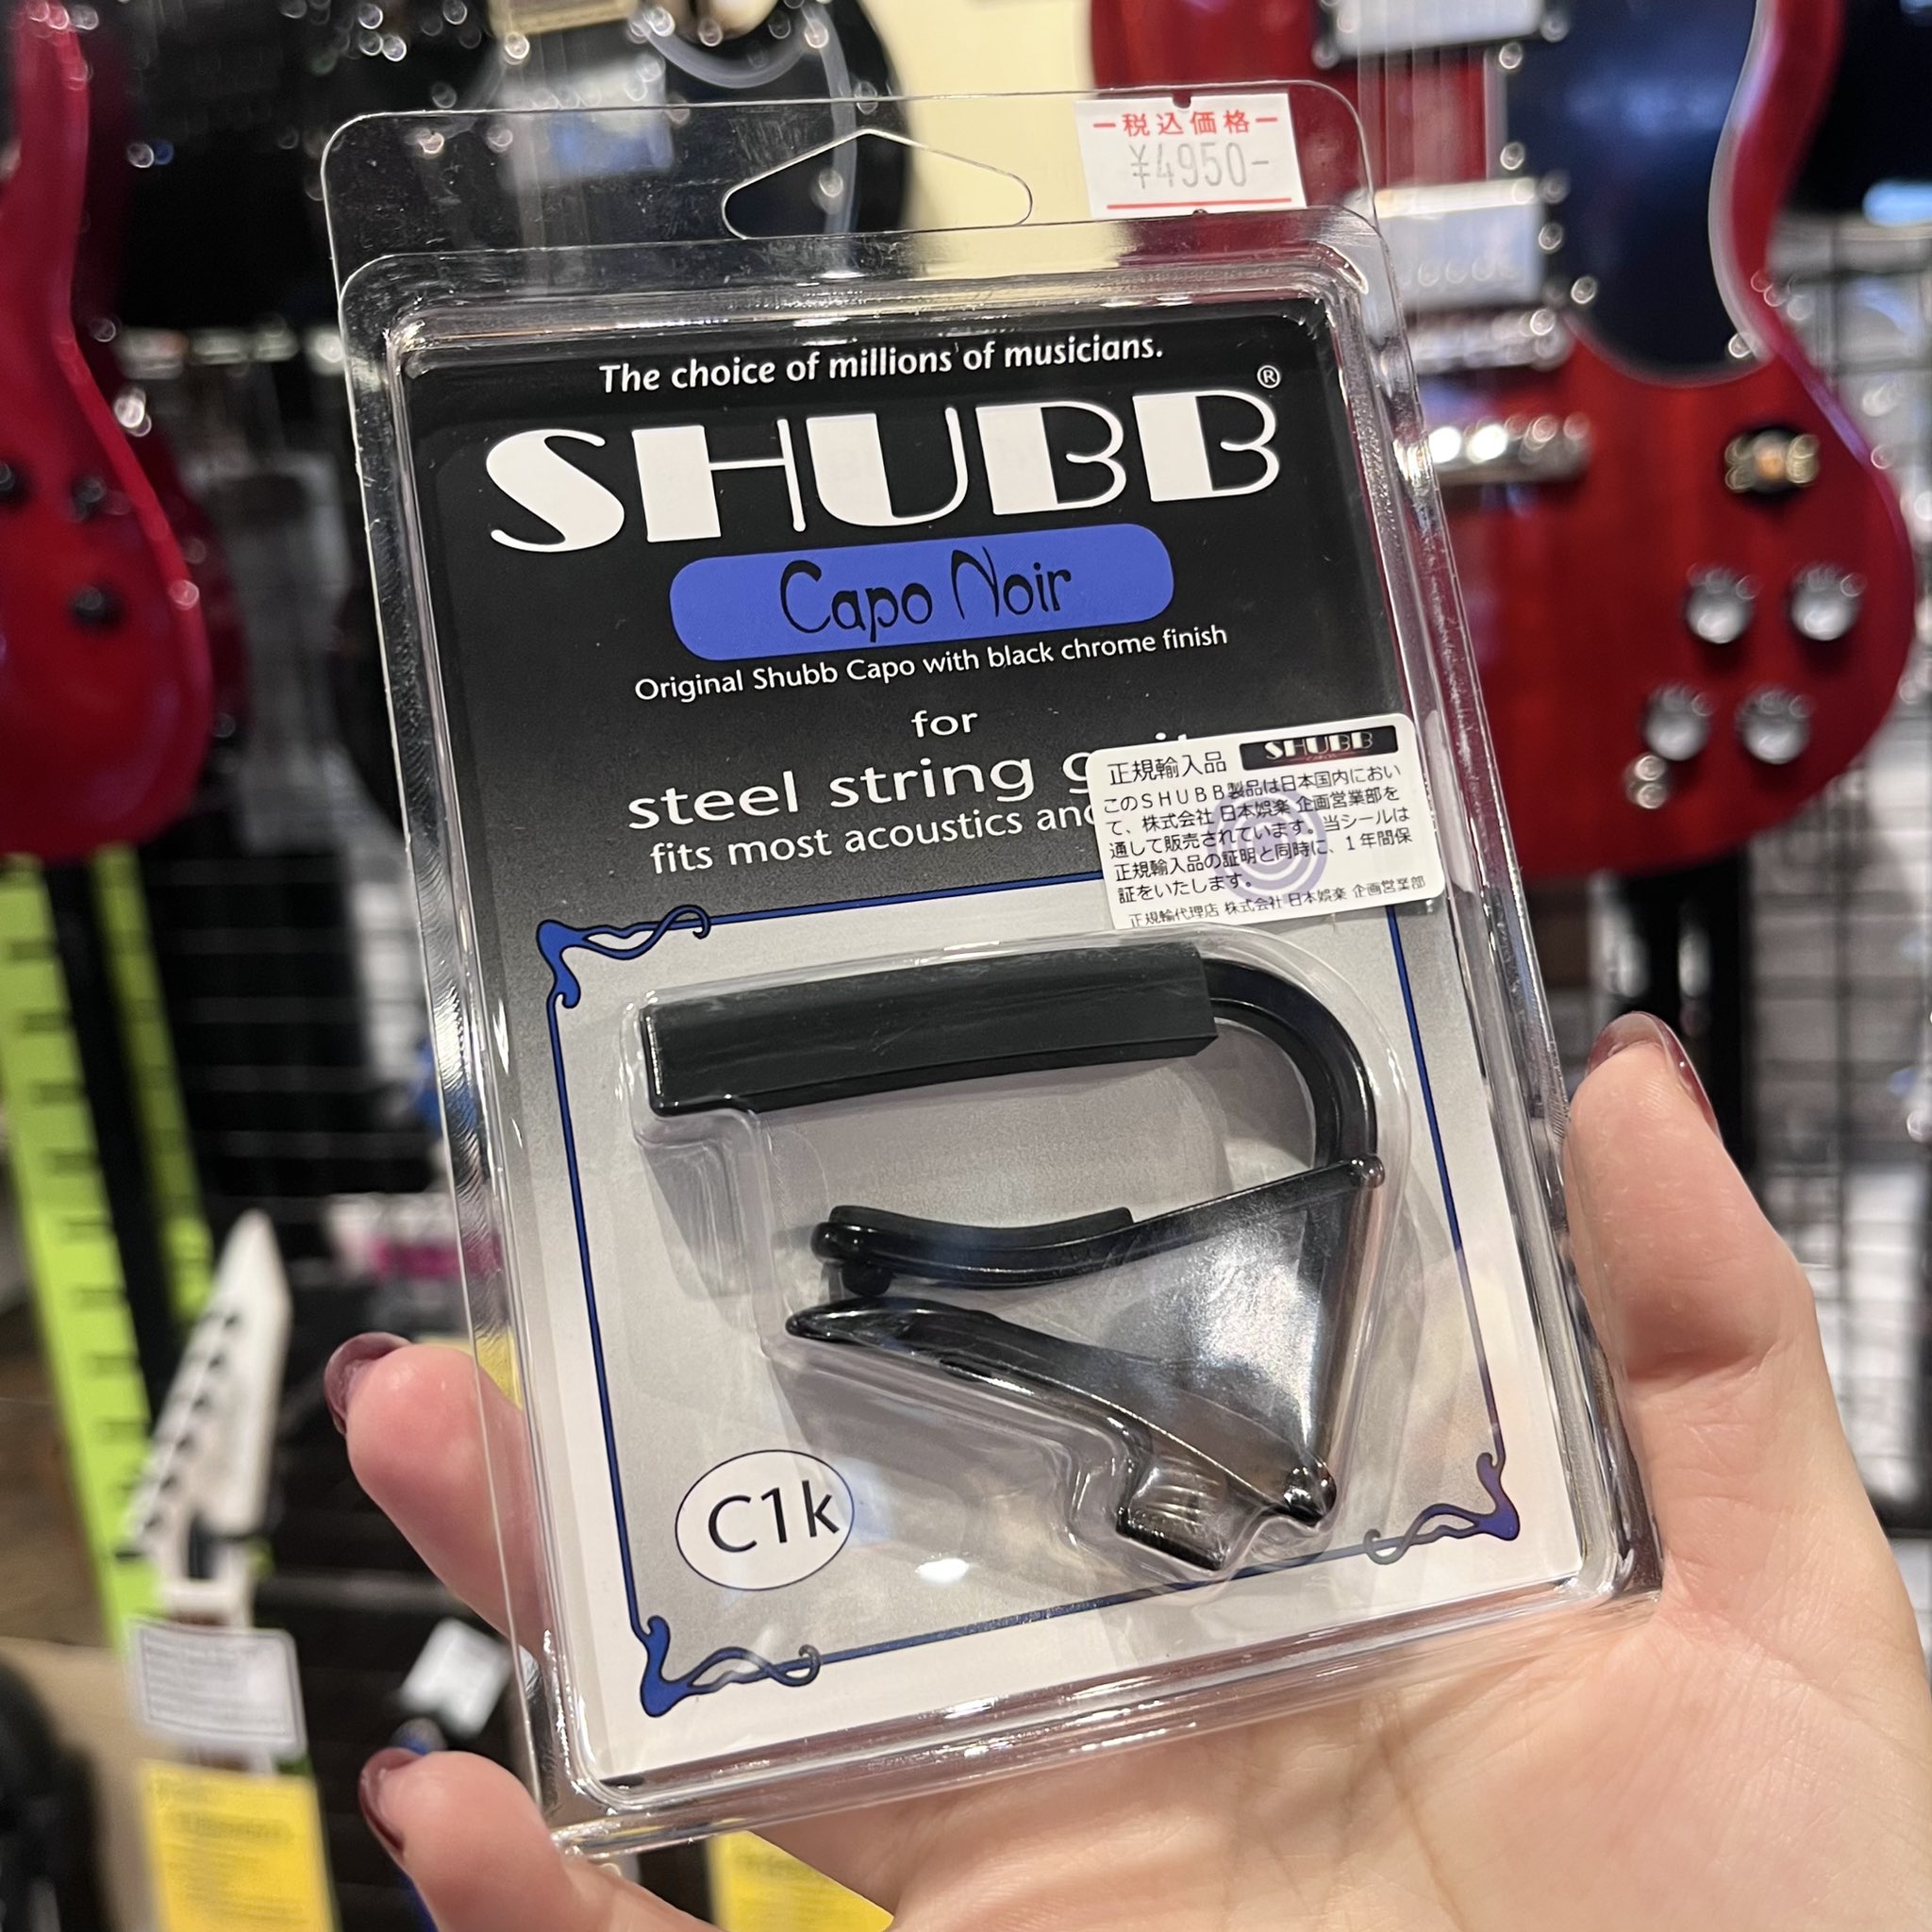 －税込価格－
¥4950-
The choice of millions of musicians.
SHUBB®
Capo Noir
Original Shubb Capo with black chrome finish
for
steel string
fits most acoustics and
正規輸入品 SHUBB
このSHUBB製品は日本国内におい
て、株式会社 日本娯楽 企画営業部を
通して販売されています。当シールは
正規輸入品の証明と同時に、1年間保
証をいたします。
正規輸代理店 株式会社 日本娯楽 企画営業部
C1k